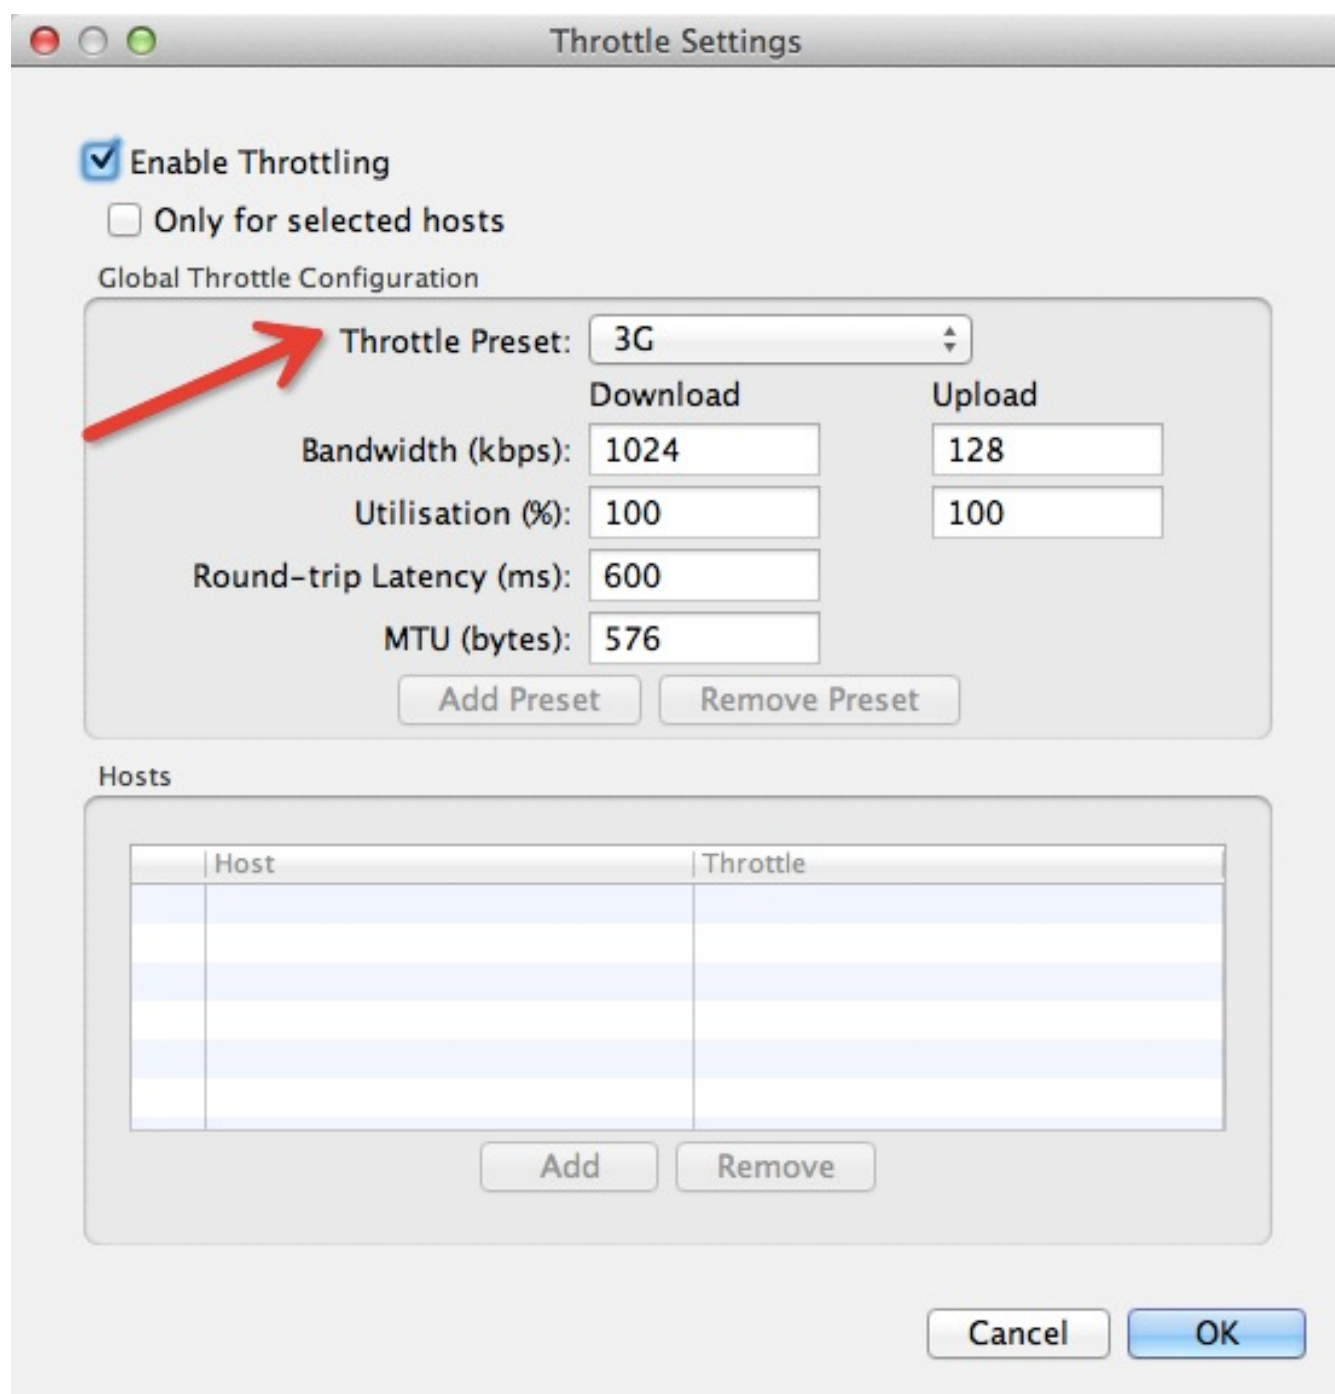 Throttle Settings
Enable Throttling
Only for selected hosts
Global Throttle Configuration
Throttle Preset: 3G
Download Upload
Bandwidth (kbps): 1024 128
Utilisation (%): 100 100
Round-trip Latency (ms): 600
MTU (bytes): 576
Add Preset Remove Preset
Hosts
Host Throttle
Add Remove
Cancel OK